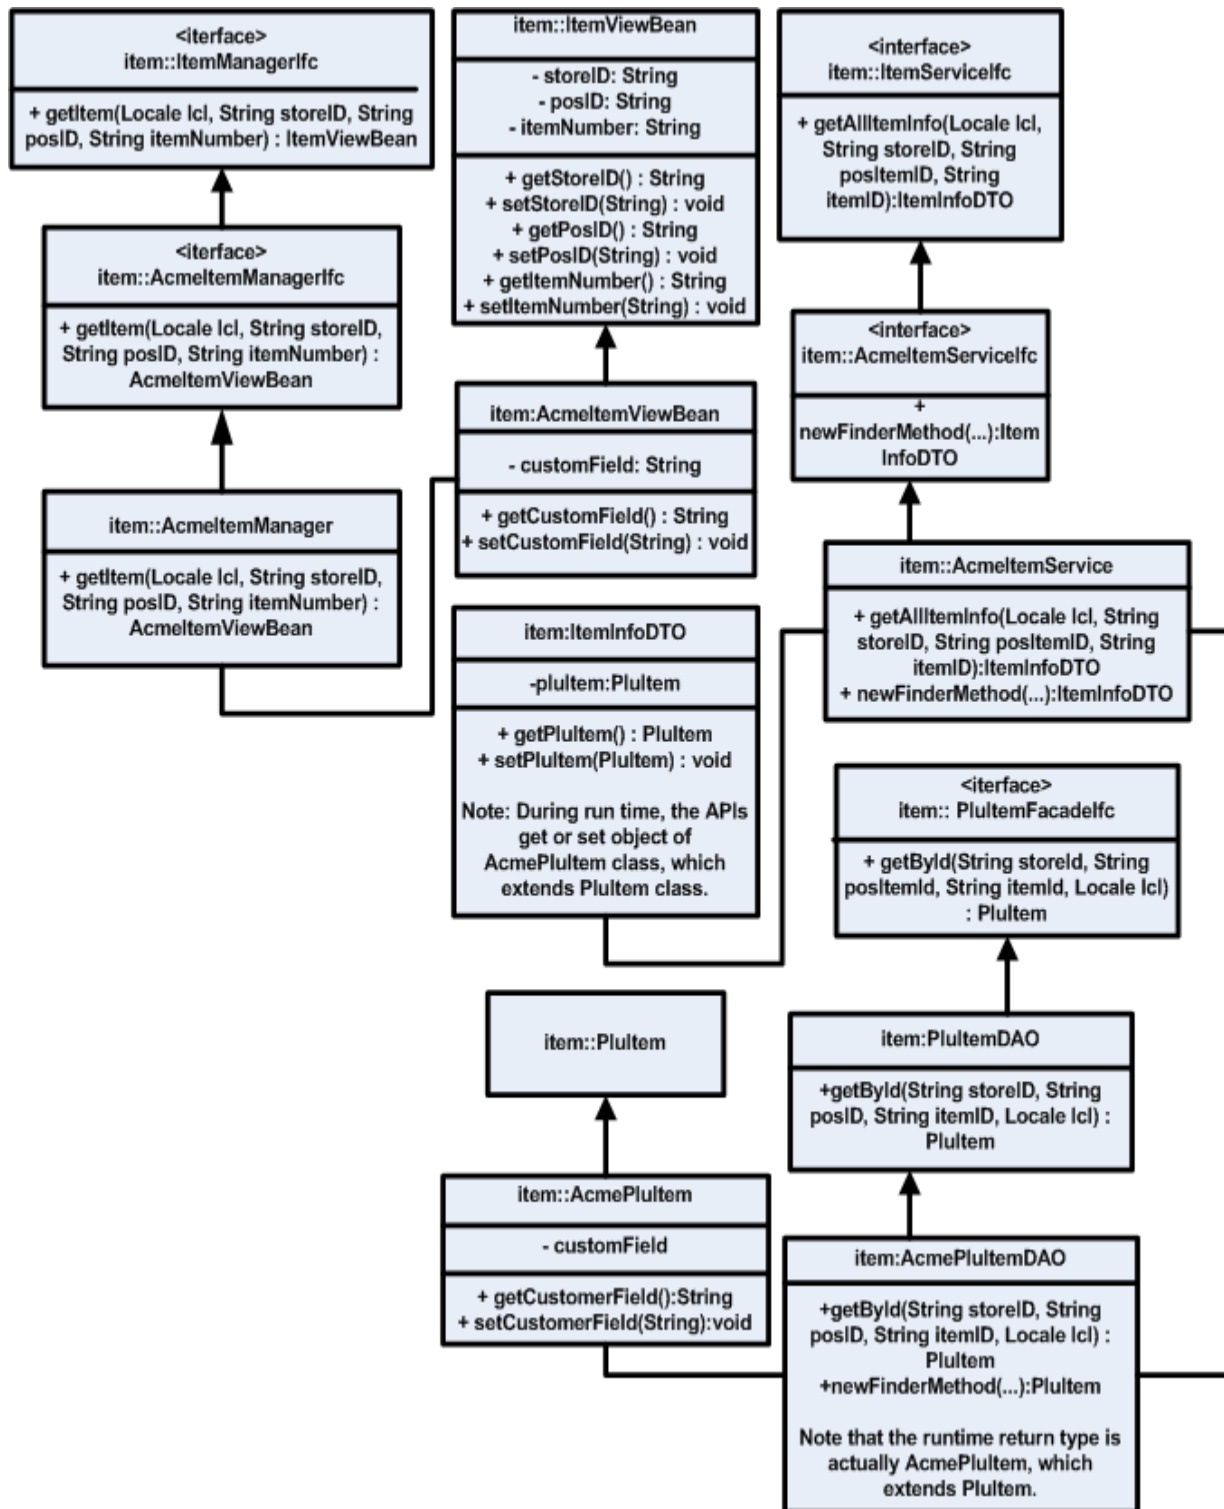 <iterface>
item::ItemManagerIfc
+ getItem(Locale lcl, String storeID, String
posID, String itemNumber) : ItemViewBean
<iterface>
item::AcmeItemManagerIfc
+ getItem(Locale lcl, String storeID,
String posID, String itemNumber) :
AcmeItemViewBean
item::AcmeItemManager
+ getItem(Locale lcl, String storeID,
String posID, String itemNumber) :
AcmeItemViewBean
item::ItemViewBean
- storeID: String
- posID: String
- itemNumber: String
+ getStoreID() : String
+ setStoreID(String) : void
+ getPosID() : String
+ setPosID(String) : void
+ getItemNumber() : String
+ setItemNumber(String) : void
item:AcmeItemViewBean
- customField: String
+ getCustomField() : String
+ setCustomField(String) : void
item:ItemInfoDTO
-pluItem:PluItem
+ getPluItem() : PluItem
+ setPluItem(PluItem) : void
Note: During run time, the APIs
get or set object of
AcmePluItem class, which
extends PluItem class.
item::PluItem
item::AcmePluItem
- customField
+ getCustomerField():String
+ setCustomerField(String):void
<interface>
item::ItemServiceIfc
+ getAllItemInfo(Locale lcl,
String storeID, String
posItemID, String
itemID):ItemInfoDTO
<interface>
item::AcmeItemServiceIfc
+
newFinderMethod(...):Item
InfoDTO
item::AcmeItemService
+ getAllItemInfo(Locale lcl, String
storeID, String posItemID, String
itemID):ItemInfoDTO
+ newFinderMethod(...):ItemInfoDTO
<iterface>
item:: PluItemFacadeIfc
+ getById(String storeId, String
posItemId, String itemId, Locale lcl)
: PluItem
item:PluItemDAO
+getById(String storeID, String
posID, String itemID, Locale lcl) :
PluItem
item:AcmePluItemDAO
+getById(String storeID, String
posID, String itemID, Locale lcl) :
PluItem
+newFinderMethod(...):PluItem
Note that the runtime return type is
actually AcmePluItem, which
extends PluItem.